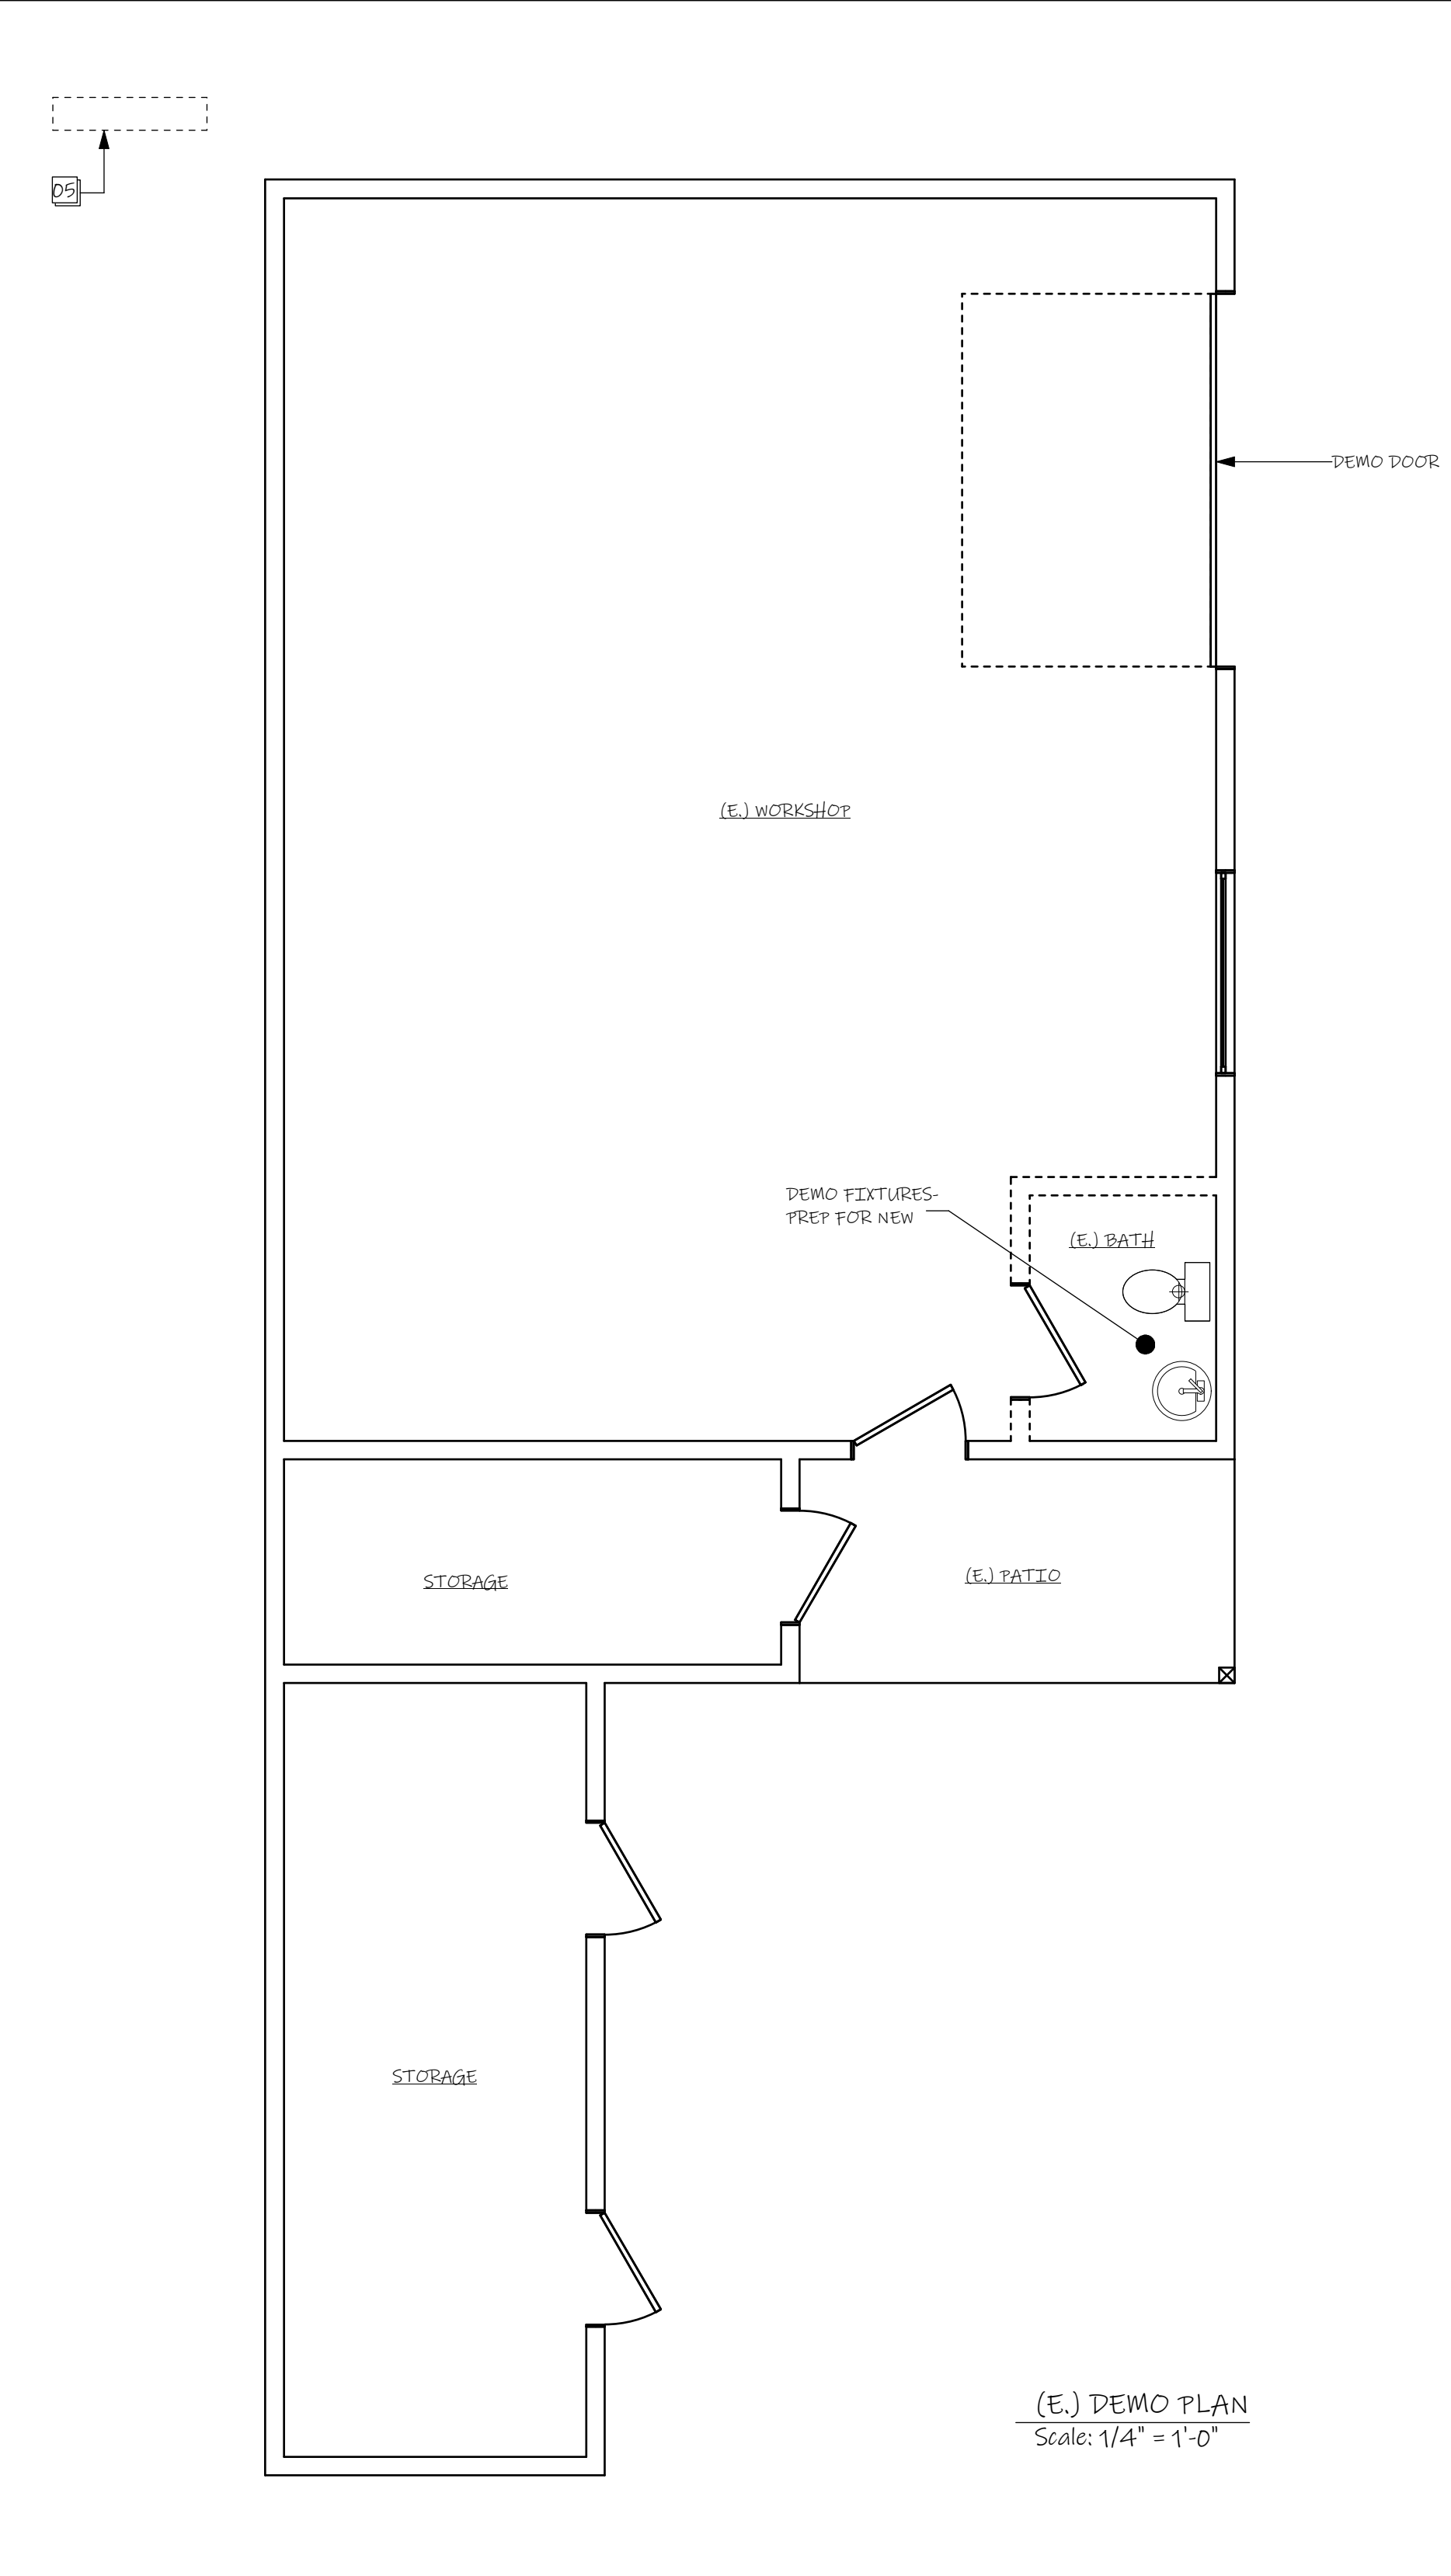 05
DEMO DOOR
(E.) WORKSHOP
DEMO FIXTURES-
PREP FOR NEW
(E.) BATH
STORAGE
(E.) PATIO
STORAGE
(E.) DEMO PLAN
Scale: 1/4" = 1'-0"